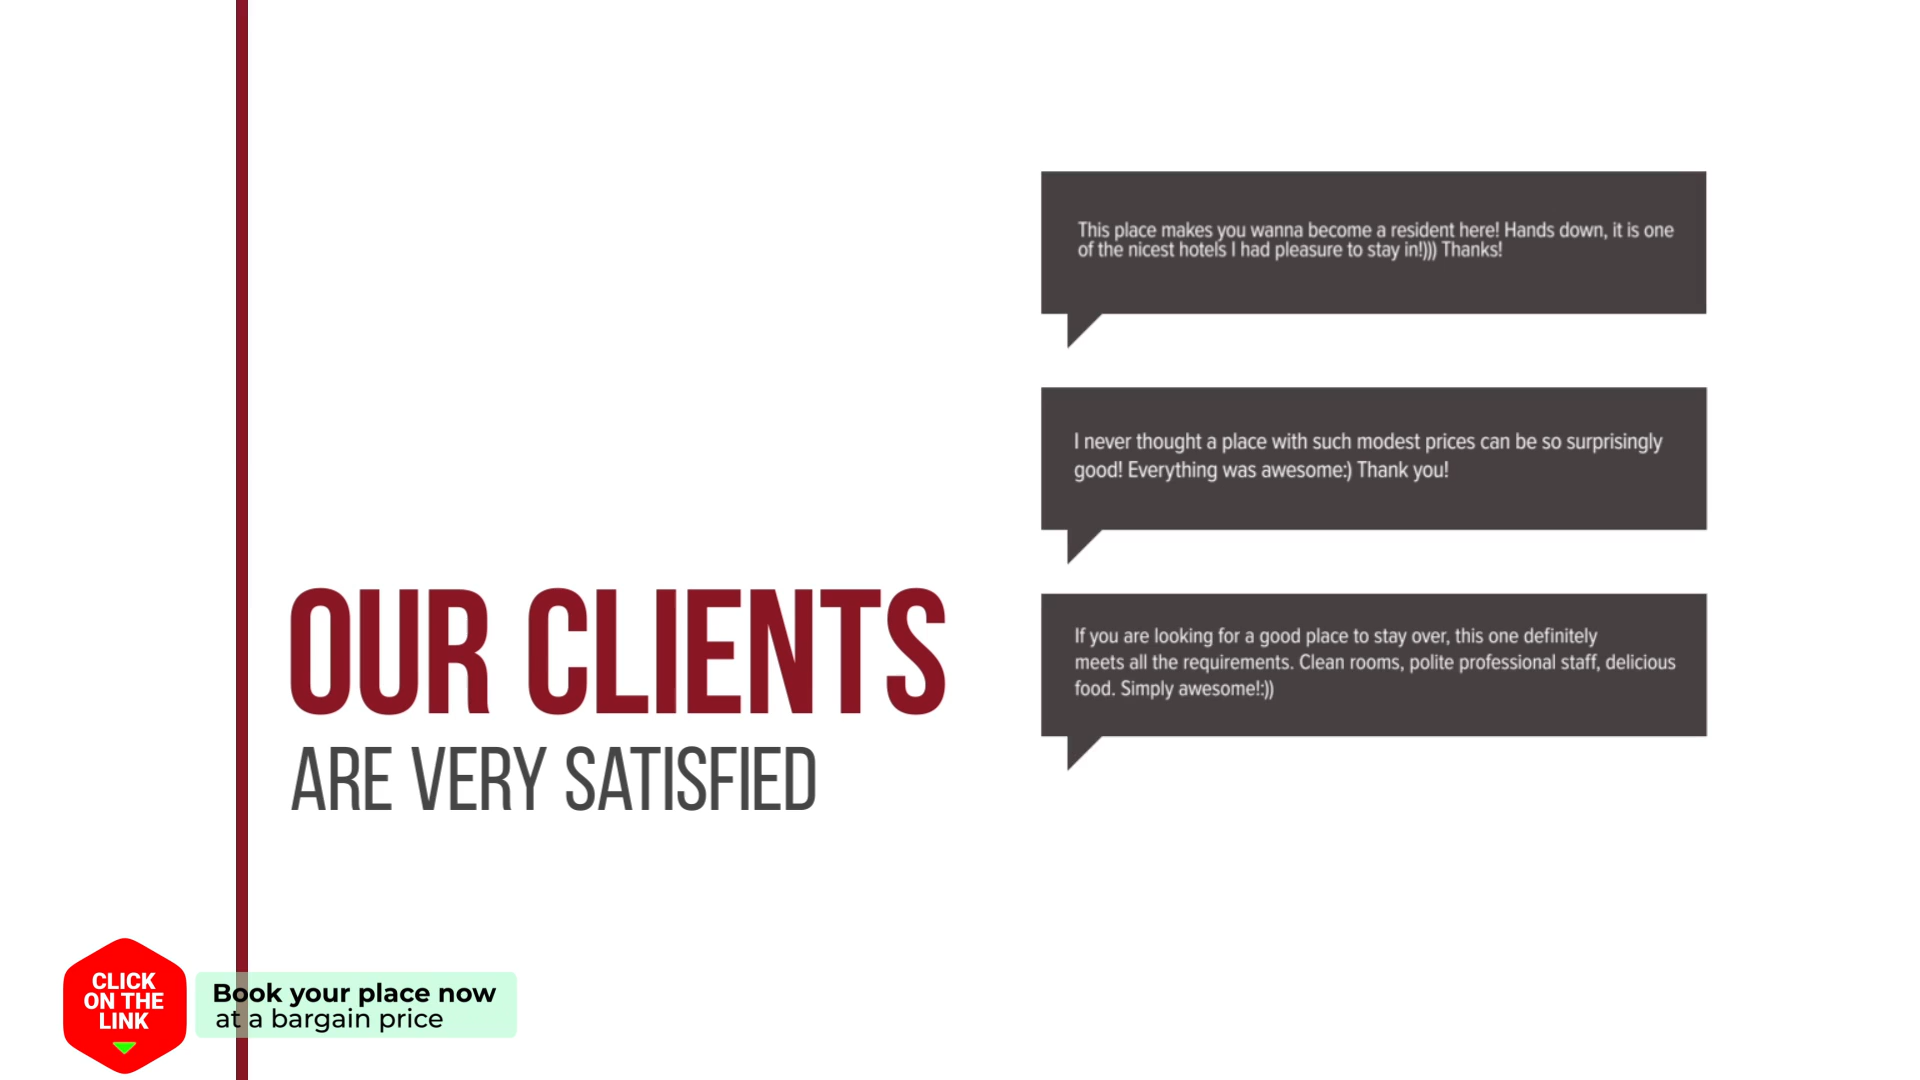 This place makes you wanna become a resident here! Hands down, it is one
of the nicest hotels I had pleasure to stay in!))) Thanks!
I never thought a place with such modest prices can be so surprisingly
good! Everything was awesome:) Thank you!
If you are looking for a good place to stay over, this one definitely
meets all the requirements. Clean rooms, polite professional staff, delicious
food. Simply awesome!:))
OUR CLIENTS
ARE VERY SATISFIED
CLICK
ON THE
LINK
Book your place now
at a bargain price